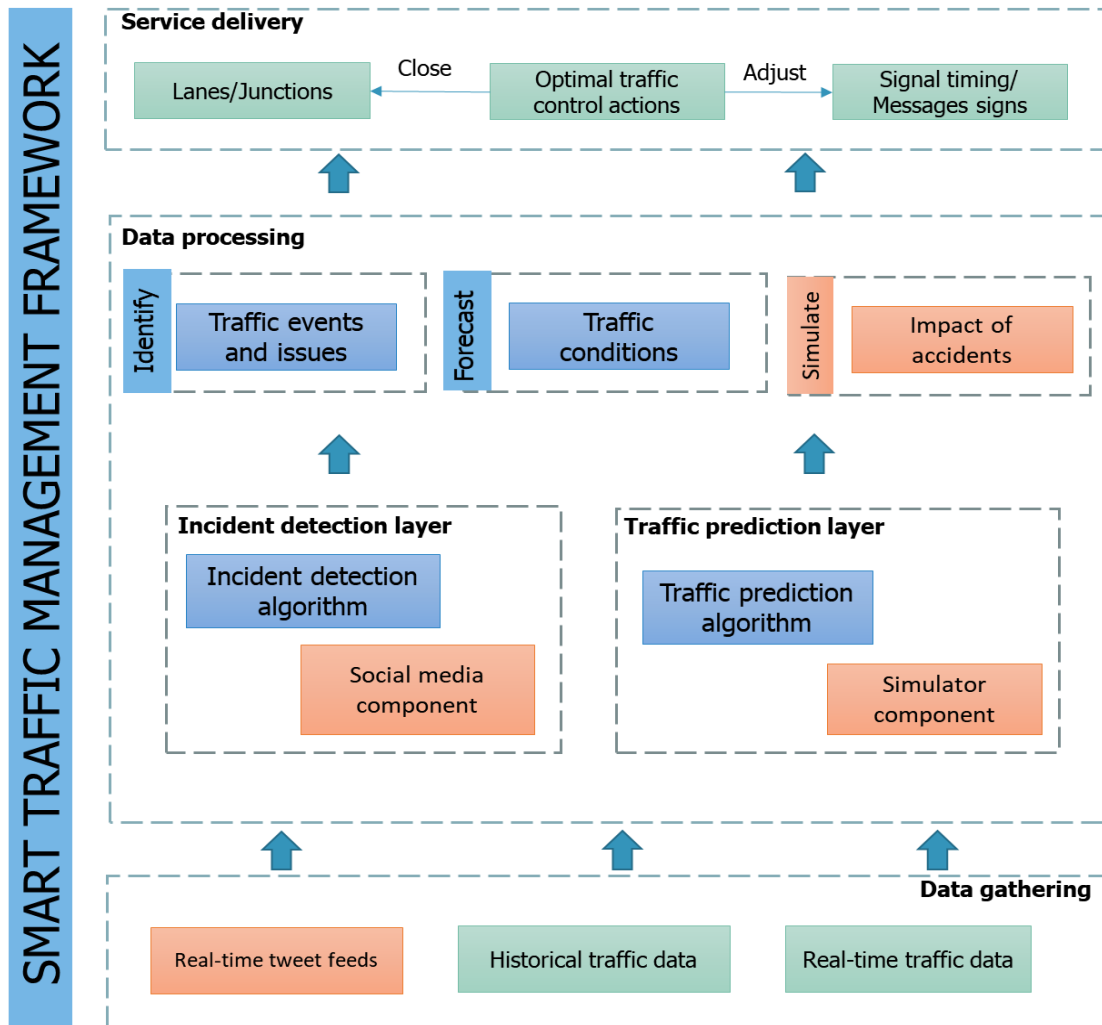 SMART TRAFFIC MANAGEMENT FRAMEWORK
Service delivery
Lanes/Junctions
Close
Optimal traffic
control actions
Adjust
Signal timing/
Messages signs
Data processing
Identify
Traffic events
and issues
Forecast
Traffic
conditions
Simulate
Impact of
accidents
Incident detection layer
Incident detection
algorithm
Social media
component
Traffic prediction layer
Traffic prediction
algorithm
Simulator
component
Data gathering
Real-time tweet feeds
Historical traffic data
Real-time traffic data